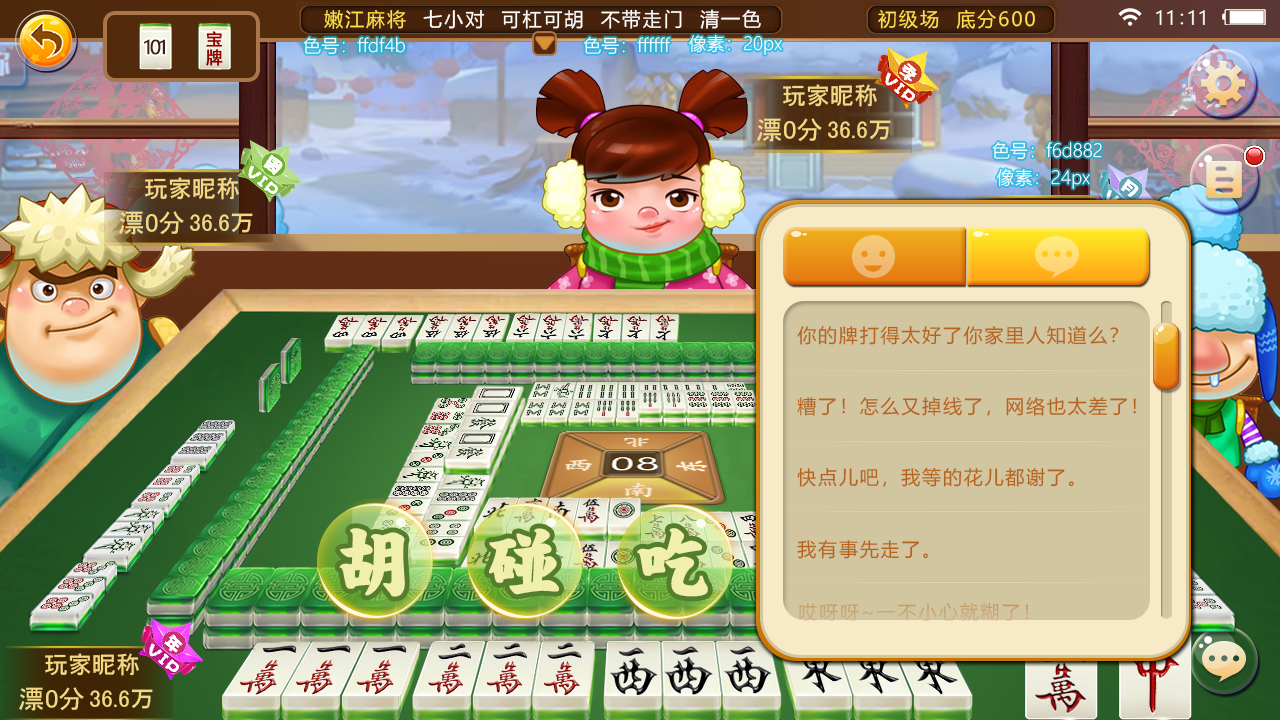 嫩江麻将 七小对 可杠可胡 不带走门 清一色
初级场 底分600
11:11
101
宝牌
色号：ffdf4b
色号：ffffff 像素：20px
玩家昵称
漂0分 36.6万
季
VIP
色号：f6d882
像素：24px
月
玩家昵称
漂0分 36.6万
周
VIP
你的牌打得太好了你家里人知道么？
糟了！怎么又掉线了，网络也太差了！
快点儿吧，我等的花儿都谢了。
我有事先走了。
哎呀呀~一不小心就糊了！
北
西 08 东
南
胡 碰 吃
玩家昵称
漂0分 36.6万
年
VIP
一萬 一萬 一萬 二萬 二萬 二萬 西 西 西 東 東 東 萬 中